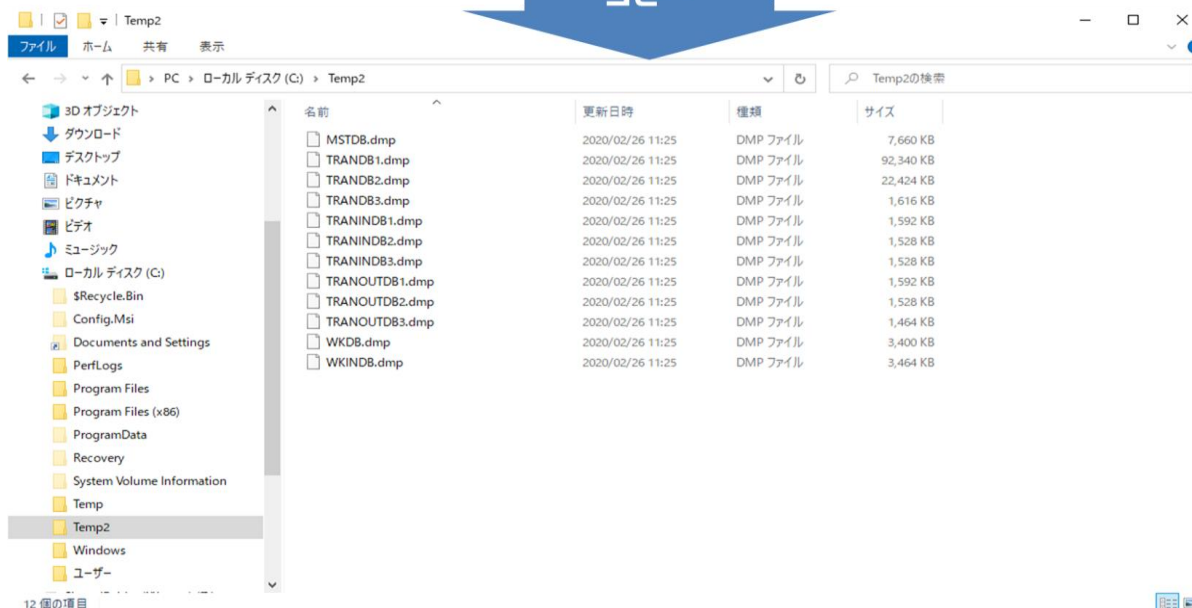 Temp2
ファイル ホーム 共有 表示
PC › ローカル ディスク (C:) › Temp2
Temp2の検索
3D オブジェクト
ダウンロード
デスクトップ
ドキュメント
ピクチャ
ビデオ
ミュージック
ローカル ディスク (C:)
$Recycle.Bin
Config.Msi
Documents and Settings
PerfLogs
Program Files
Program Files (x86)
ProgramData
Recovery
System Volume Information
Temp
Temp2
Windows
ユーザー
名前 更新日時 種類 サイズ
MSTDB.dmp 2020/02/26 11:25 DMP ファイル 7,660 KB
TRANDB1.dmp 2020/02/26 11:25 DMP ファイル 92,340 KB
TRANDB2.dmp 2020/02/26 11:25 DMP ファイル 22,424 KB
TRANDB3.dmp 2020/02/26 11:25 DMP ファイル 1,616 KB
TRANINDB1.dmp 2020/02/26 11:25 DMP ファイル 1,592 KB
TRANINDB2.dmp 2020/02/26 11:25 DMP ファイル 1,528 KB
TRANINDB3.dmp 2020/02/26 11:25 DMP ファイル 1,528 KB
TRANOUTDB1.dmp 2020/02/26 11:25 DMP ファイル 1,592 KB
TRANOUTDB2.dmp 2020/02/26 11:25 DMP ファイル 1,528 KB
TRANOUTDB3.dmp 2020/02/26 11:25 DMP ファイル 1,464 KB
WKDB.dmp 2020/02/26 11:25 DMP ファイル 3,400 KB
WKINDB.dmp 2020/02/26 11:25 DMP ファイル 3,464 KB
12 個の項目